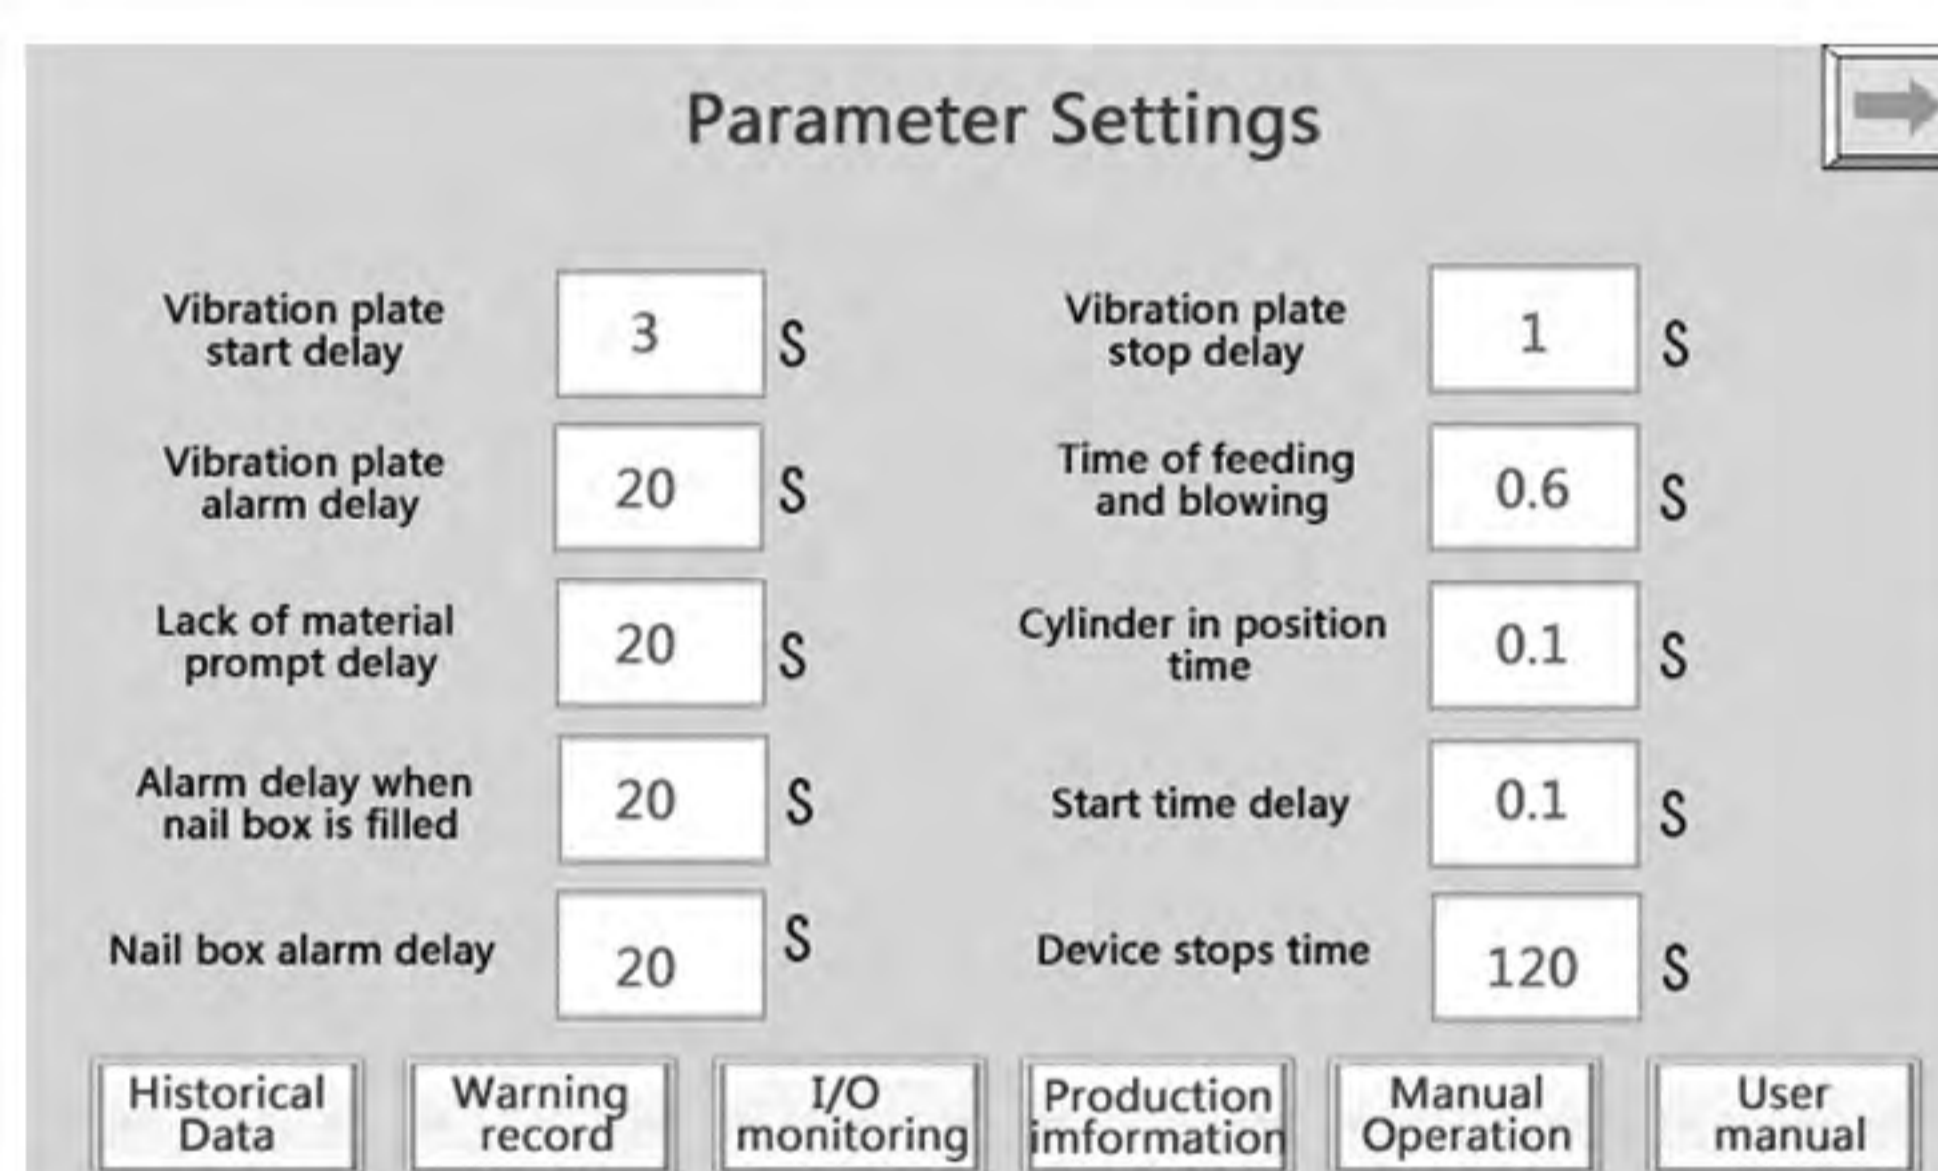 Parameter Settings
Vibration plate
start delay
3 S
Vibration plate
stop delay
1 S
Vibration plate
alarm delay
20 S
Time of feeding
and blowing
0.6 S
Lack of material
prompt delay
20 S
Cylinder in position
time
0.1 S
Alarm delay when
nail box is filled
20 S
Start time delay
0.1 S
Nail box alarm delay
20 S
Device stops time
120 S
Historical
Data
Warning
record
I/O
monitoring
Production
imformation
Manual
Operation
User
manual